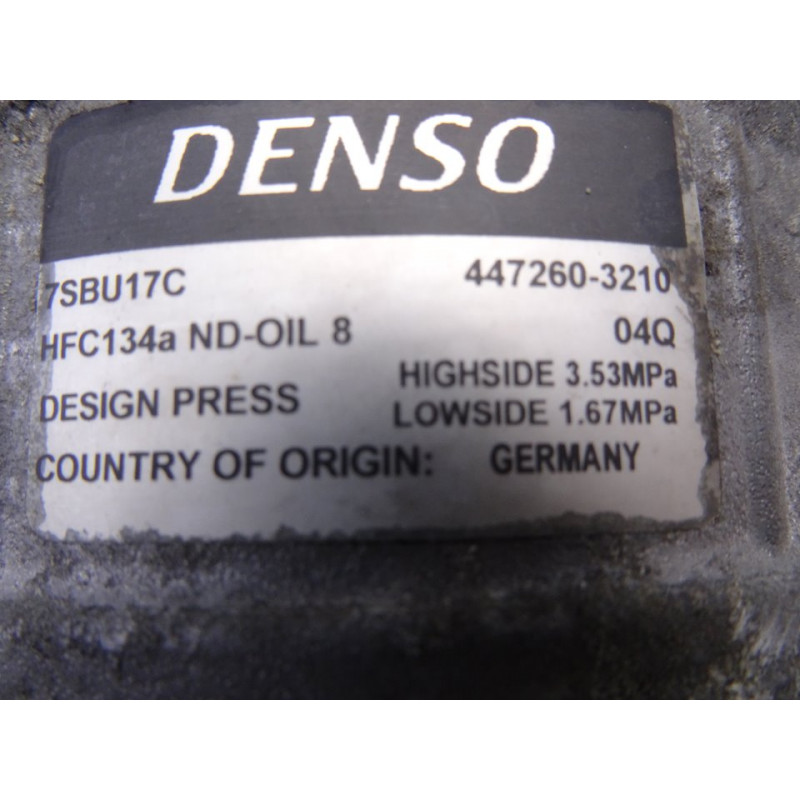 DENSO
7SBU17C 447260-3210
HFC134a ND-OIL 8 04Q
DESIGN PRESS HIGHSIDE 3.53MPa
LOWSIDE 1.67MPa
COUNTRY OF ORIGIN: GERMANY